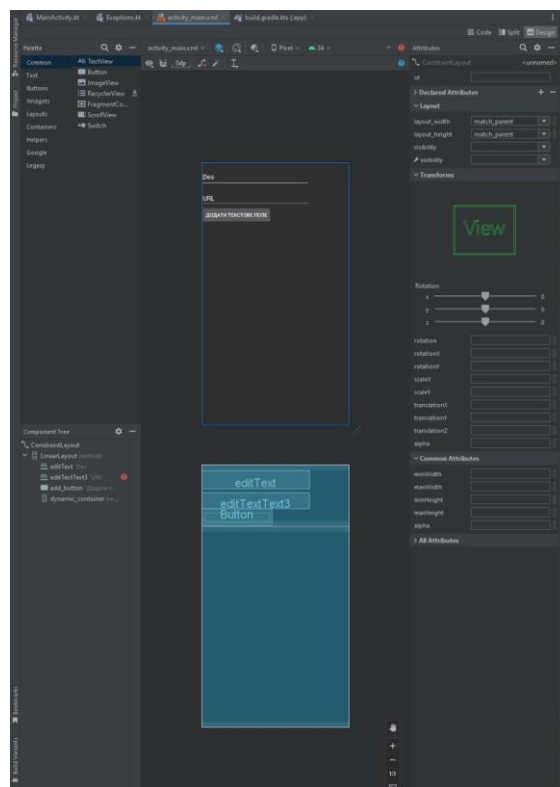 MainActivity.kt
Exeptions.kt
activity_main.xml
build.gradle.kts (:app)
Code
Split
Design
Resource Manager
Project
Bookmarks
Build Variants
Palette
Common
Text
Buttons
Widgets
Layouts
Containers
Helpers
Google
Legacy
Ab TextView
Button
ImageView
RecyclerView
FragmentCo...
ScrollView
Switch
activity_main.xml
Pixel
34
0dp
Des
URL
ДОДАТИ ТЕКСТОВЕ ПОЛЕ
editText
editTextText3
Button
1:1
Component Tree
ConstraintLayout
LinearLayout (vertical)
editText Des
editTextText3 URL
add_button
dynamic_container
Attributes
ConstraintLayout
<unnamed>
id
Declared Attributes
Layout
layout_width match_parent
layout_height match_parent
visibility
visibility
Transforms
View
Rotation
x 0
y 0
z 0
rotation
rotationX
rotationY
scaleX
scaleY
translationX
translationY
translationZ
alpha
Common Attributes
minWidth
maxWidth
minHeight
maxHeight
alpha
All Attributes